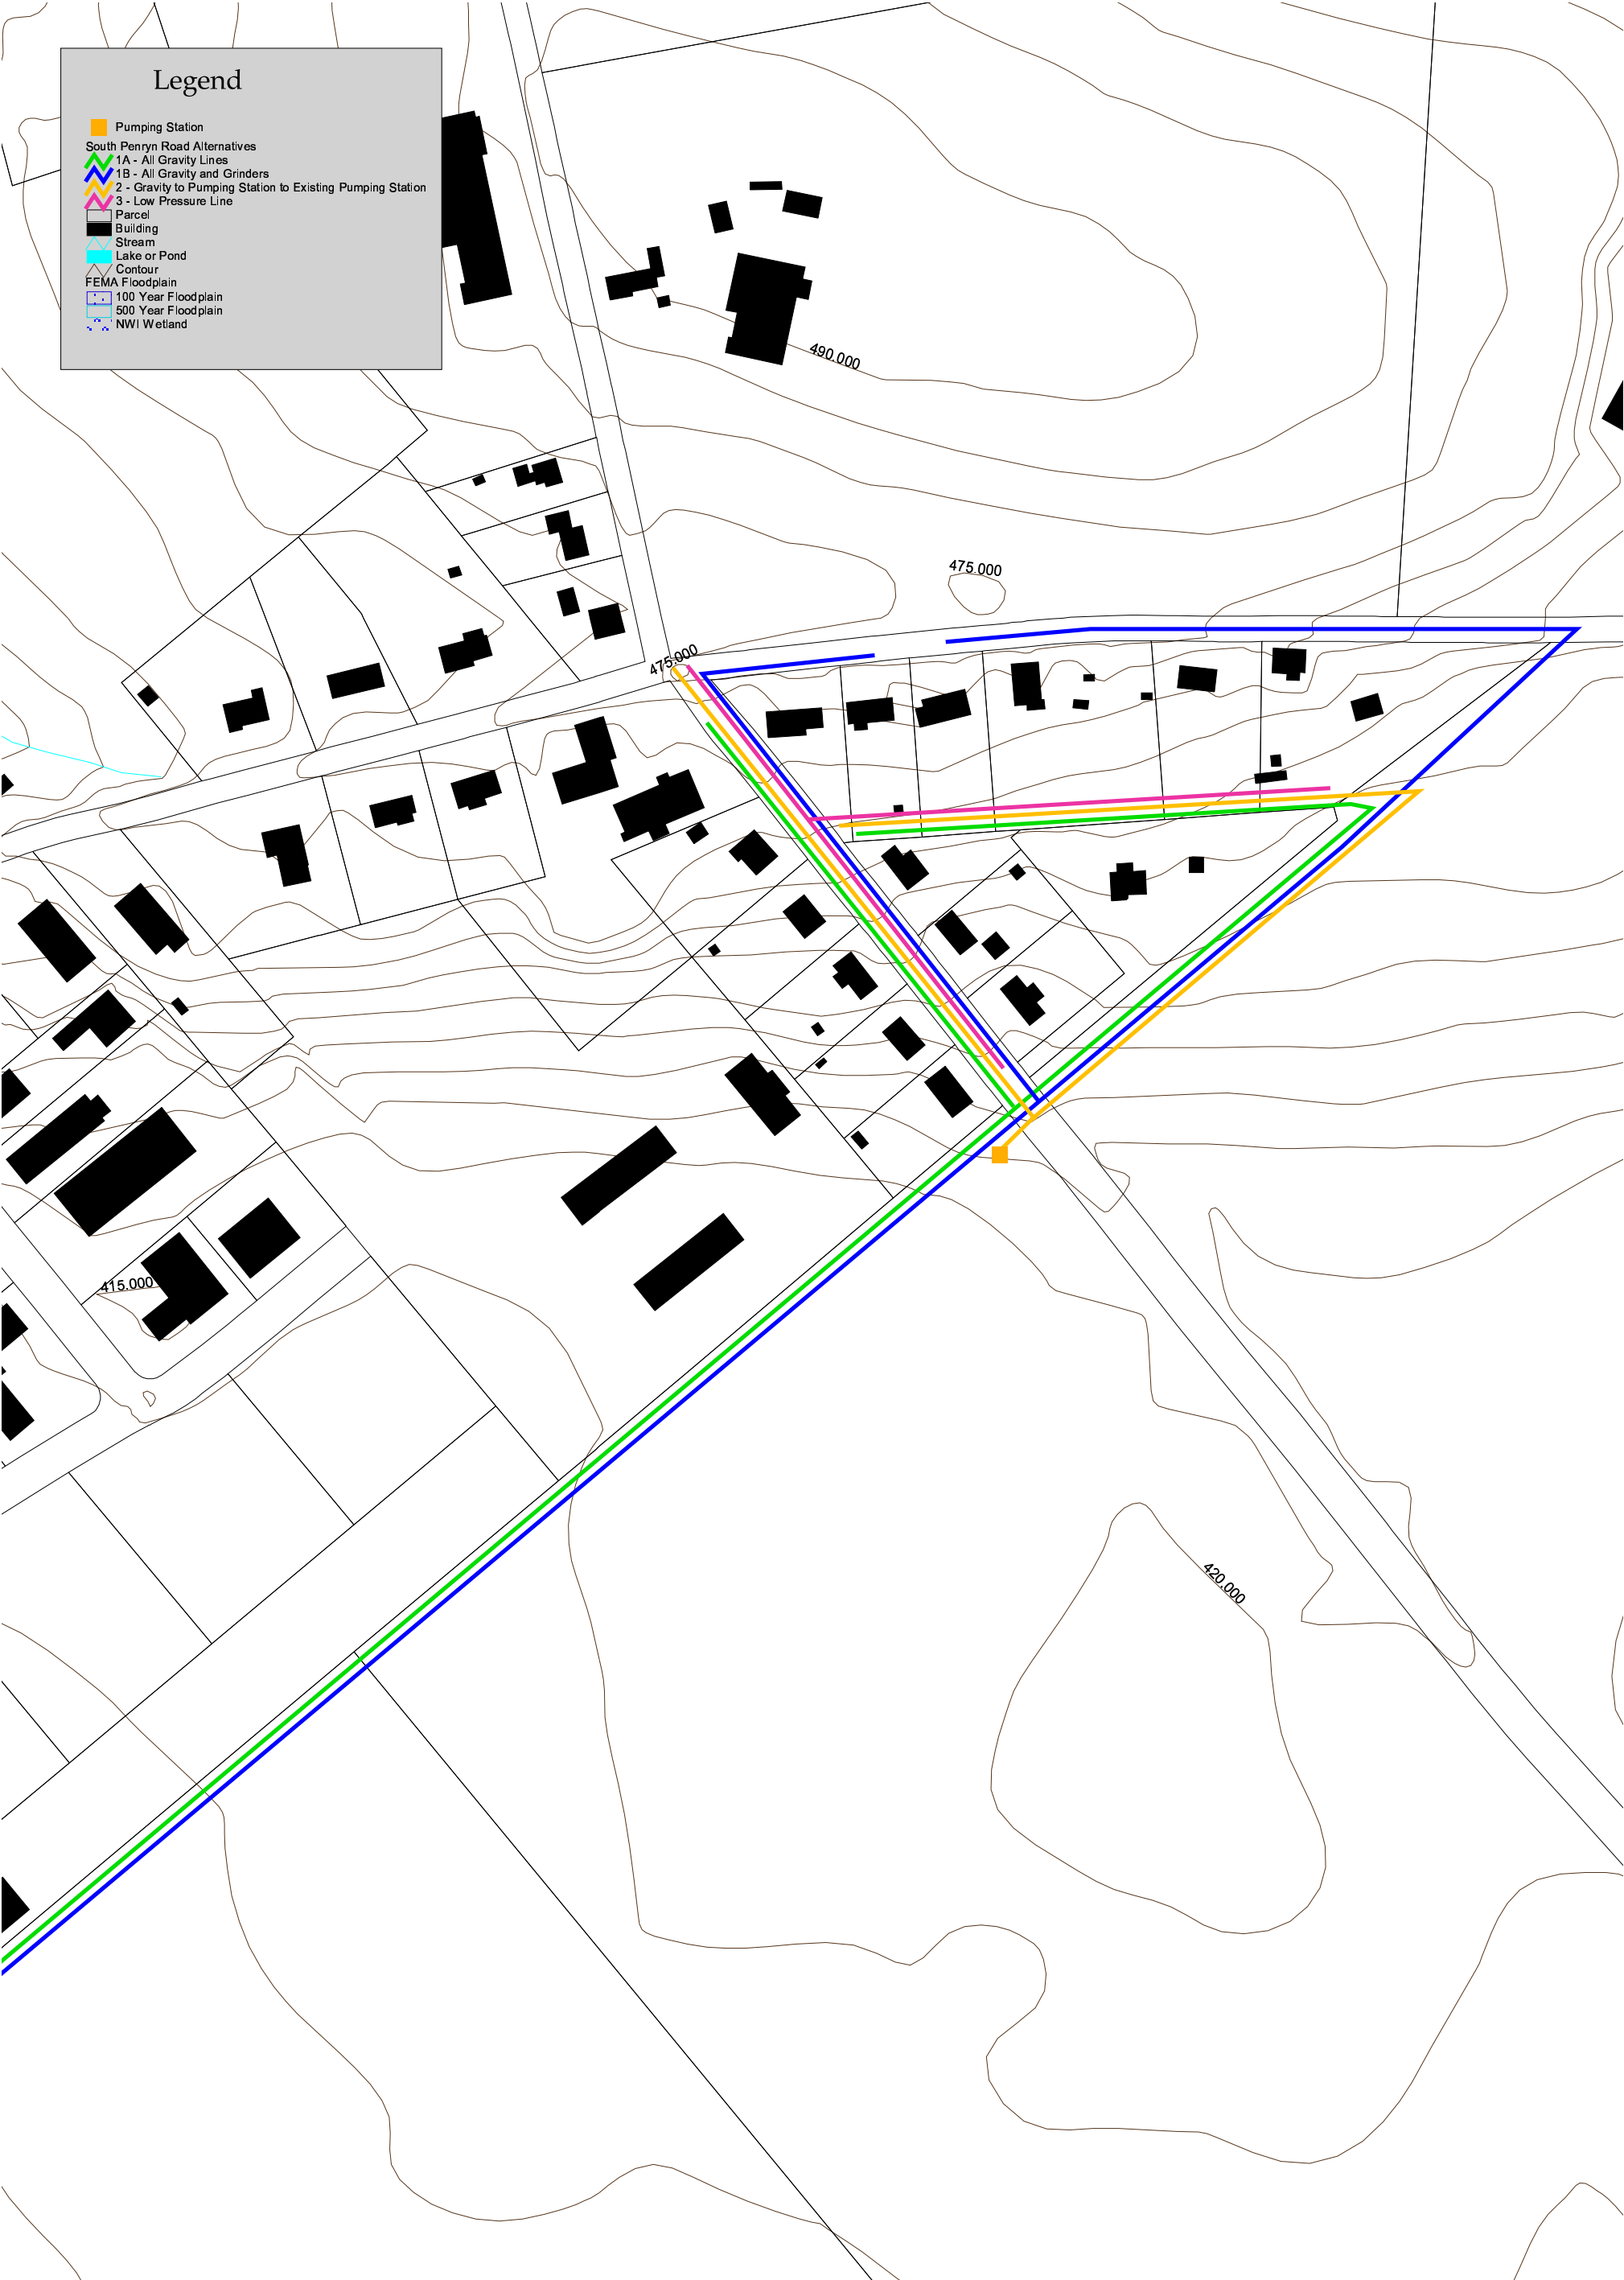 Legend
Pumping Station
South Penryn Road Alternatives
1A - All Gravity Lines
1B - All Gravity and Grinders
2 - Gravity to Pumping Station to Existing Pumping Station
3 - Low Pressure Line
Parcel
Building
Stream
Lake or Pond
Contour
FEMA Floodplain
100 Year Floodplain
500 Year Floodplain
NWI Wetland
490.000
475.000
475.000
415.000
420.000